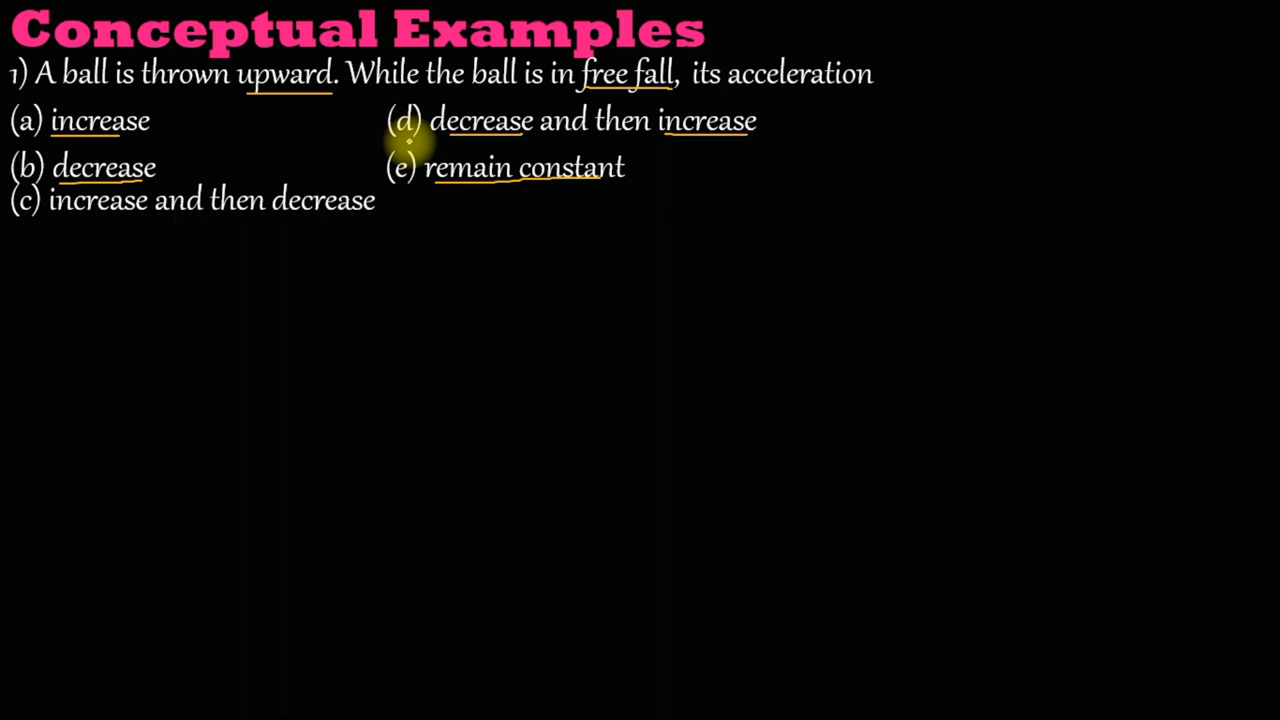 Conceptual Examples
1) A ball is thrown upward. While the ball is in free fall, its acceleration
(a) increase
(d) decrease and then increase
(b) decrease
(e) remain constant
(c) increase and then decrease